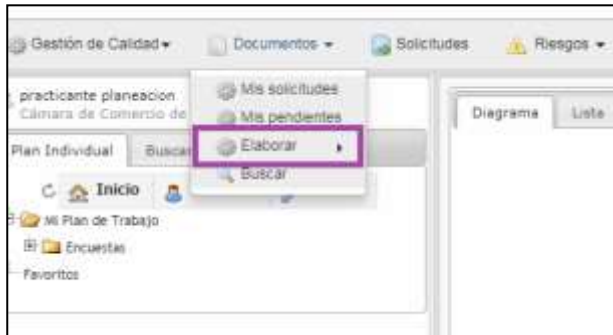 Gestión de Calidad Documentos Solicitudes Riesgos
practicante planeacion
Cámara de Comercio de
Mis solicitudes
Mis pendientes
Elaborar
Buscar
Diagrama Lista
Plan Individual Busca
Inicio
Mi Plan de Trabajo
Encuestas
Favoritos